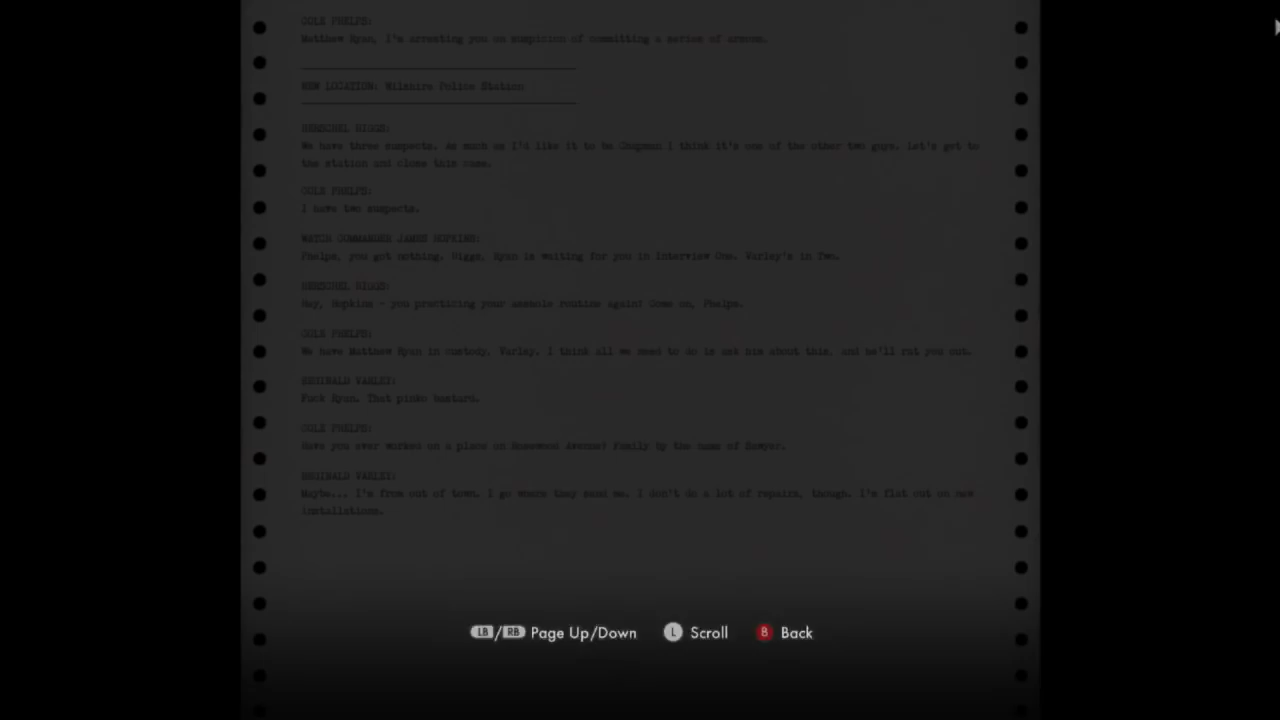 COLE PHELPS:
Matthew Ryan, I'm arresting you on suspicion of committing a series of arsons.
NEW LOCATION: Wilshire Police Station
HERSCHEL BIGGS:
We have three suspects. As much as I'd like it to be Chapman I think it's one of the other two guys. Let's get to
the station and close this case.
COLE PHELPS:
I have two suspects.
WATCH COMMANDER JAMES HOPKINS:
Phelps, you got nothing. Biggs, Ryan is waiting for you in Interview One. Varley's in Two.
HERSCHEL BIGGS:
Hey, Hopkins - you practicing your asshole routine again? Come on, Phelps.
COLE PHELPS:
We have Matthew Ryan in custody, Varley. I think all we need to do is ask him about this, and he'll rat you out.
REGINALD VARLEY:
Fuck Ryan. That pinko bastard.
COLE PHELPS:
Have you ever worked on a place on Rosewood Avenue? Family by the name of Sawyer.
REGINALD VARLEY:
Maybe... I'm from out of town. I go where they send me. I don't do a lot of repairs, though. I'm flat out on new
installations.
LB/RB Page Up/Down L Scroll B Back